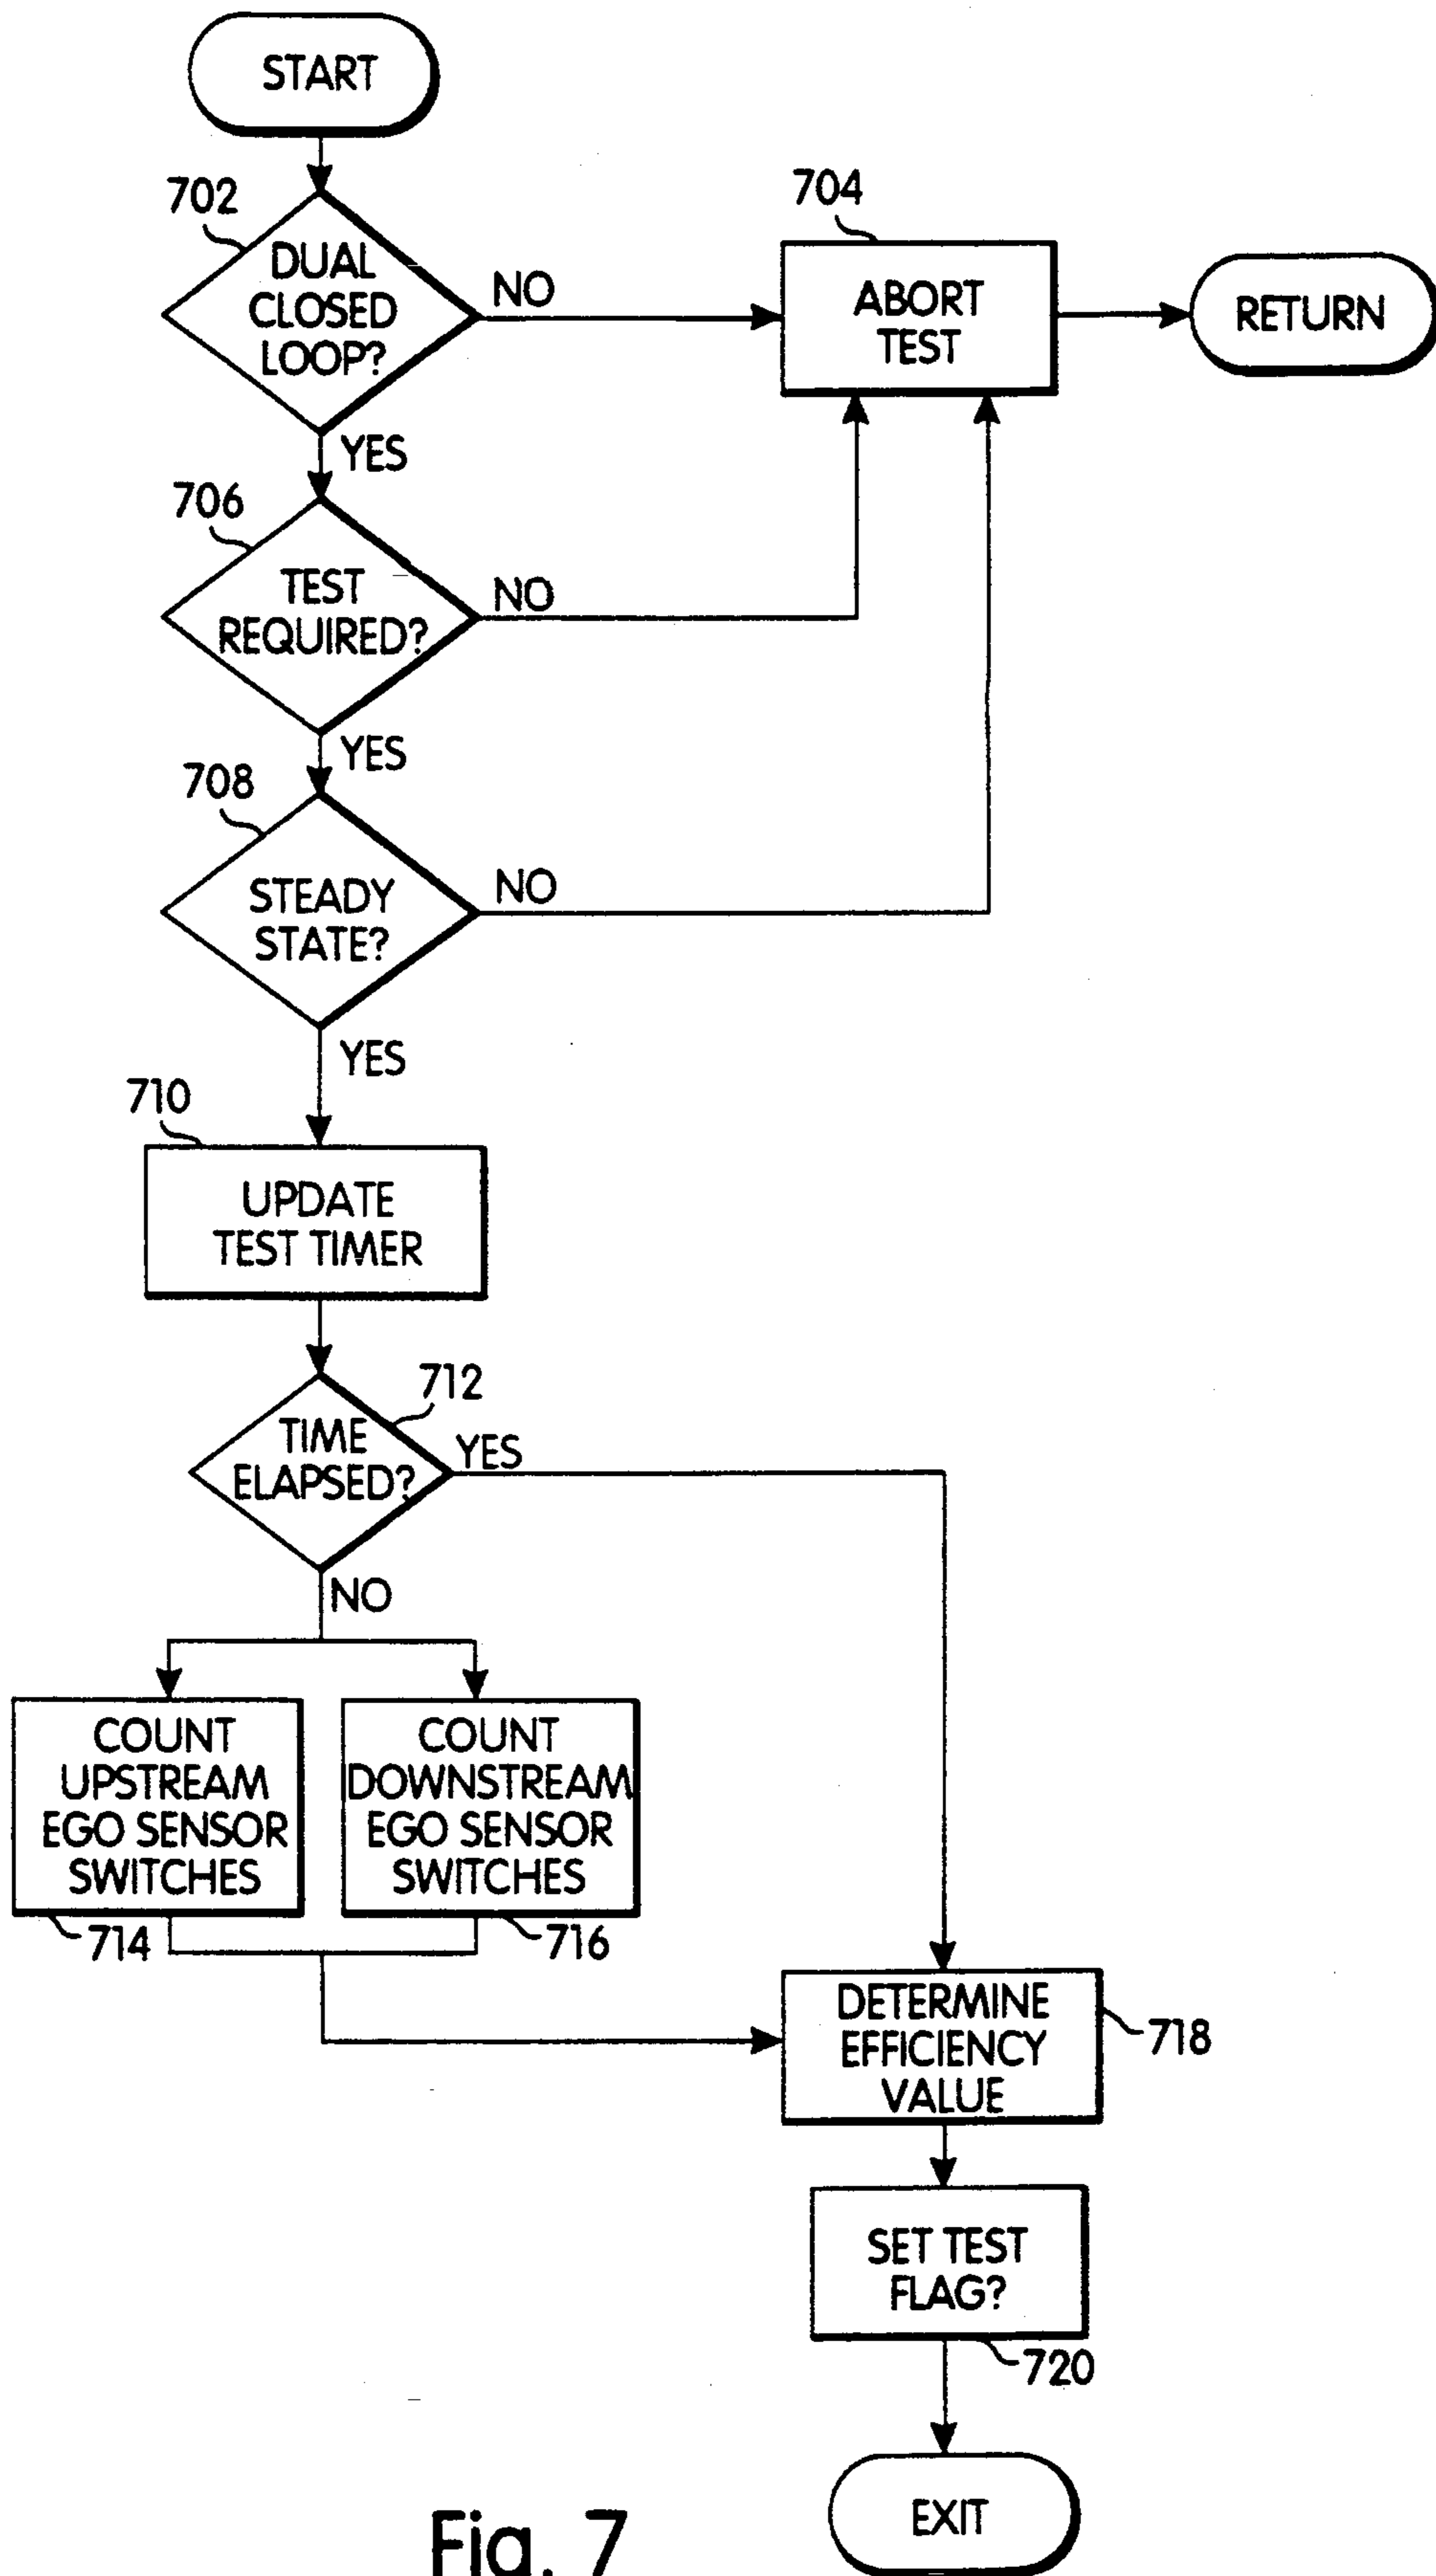 START
702
DUAL
CLOSED
LOOP?
NO
704
ABORT
TEST
RETURN
YES
706
TEST
REQUIRED?
NO
YES
708
STEADY
STATE?
NO
YES
710
UPDATE
TEST TIMER
712
TIME
ELAPSED?
YES
NO
COUNT
UPSTREAM
EGO SENSOR
SWITCHES
714
COUNT
DOWNSTREAM
EGO SENSOR
SWITCHES
716
DETERMINE
EFFICIENCY
VALUE
718
SET TEST
FLAG?
720
EXIT
Fig. 7